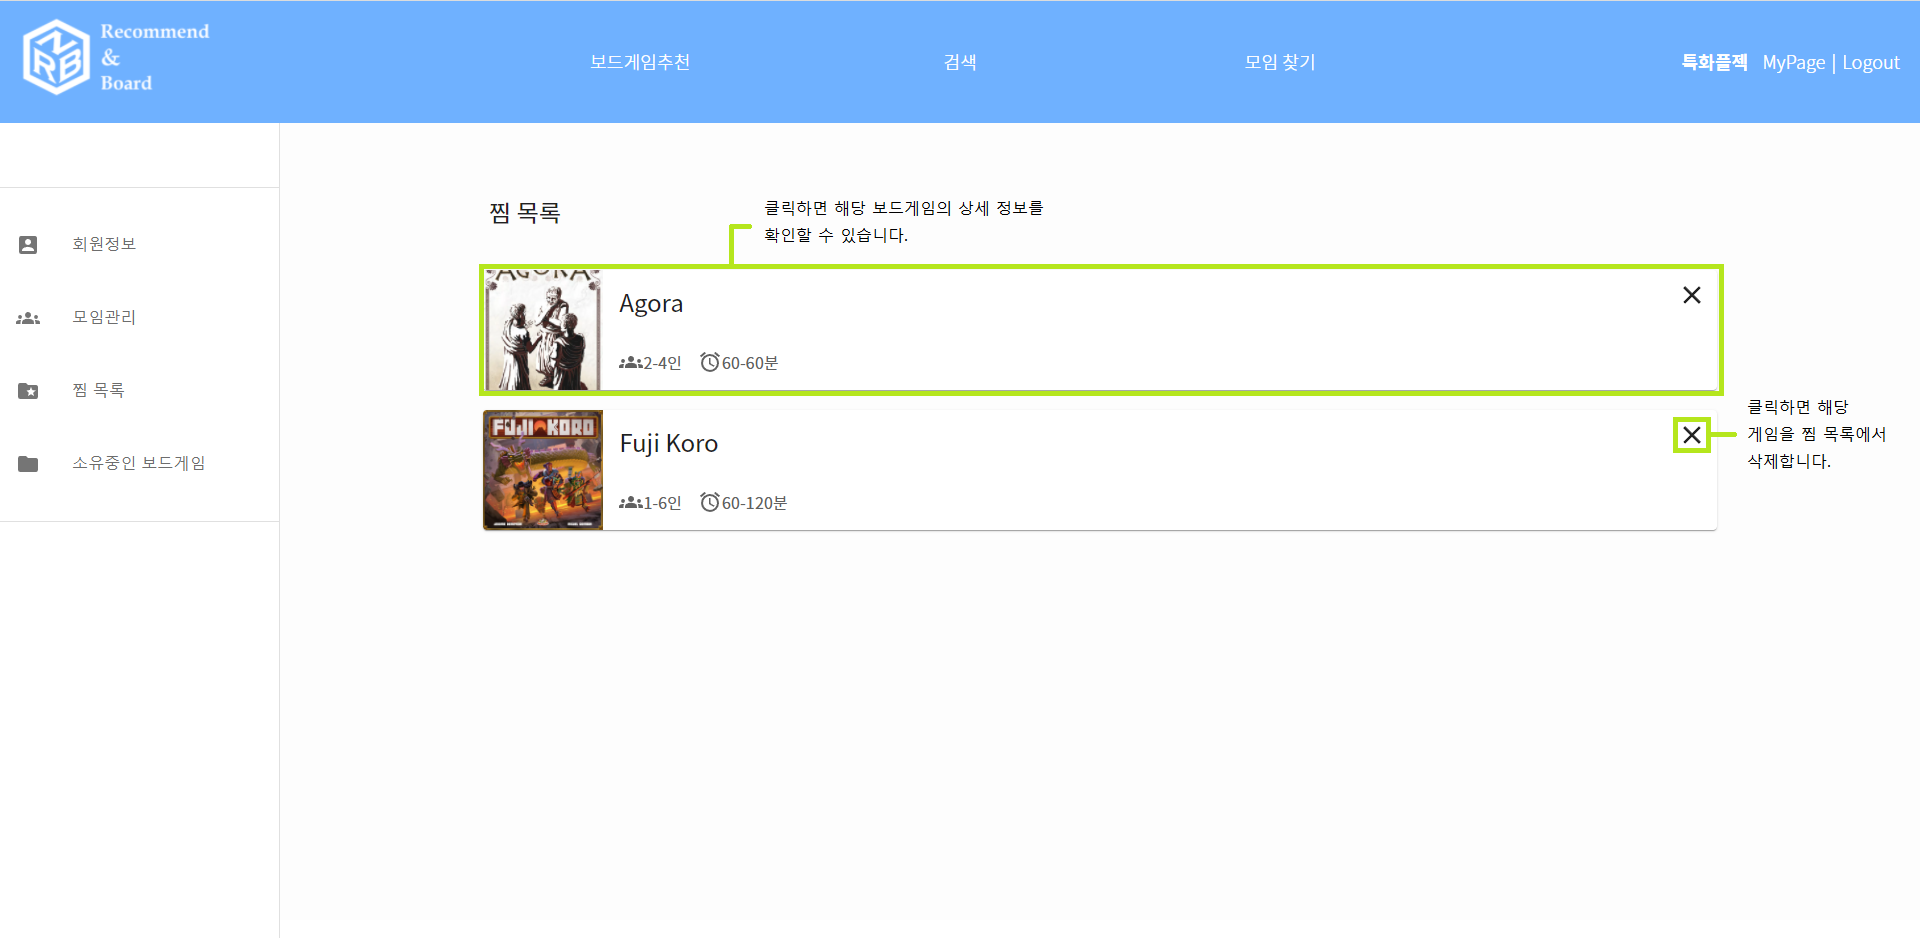 Recommend
&
Board
RB
보드게임추천
검색
모임 찾기
특화플젝 MyPage | Logout
회원정보
모임관리
찜 목록
소유중인 보드게임
찜 목록
클릭하면 해당 보드게임의 상세 정보를
확인할 수 있습니다.
AGORA
Agora
2-4인 60-60분
FUJI KORO
Fuji Koro
1-6인 60-120분
클릭하면 해당
게임을 찜 목록에서
삭제합니다.